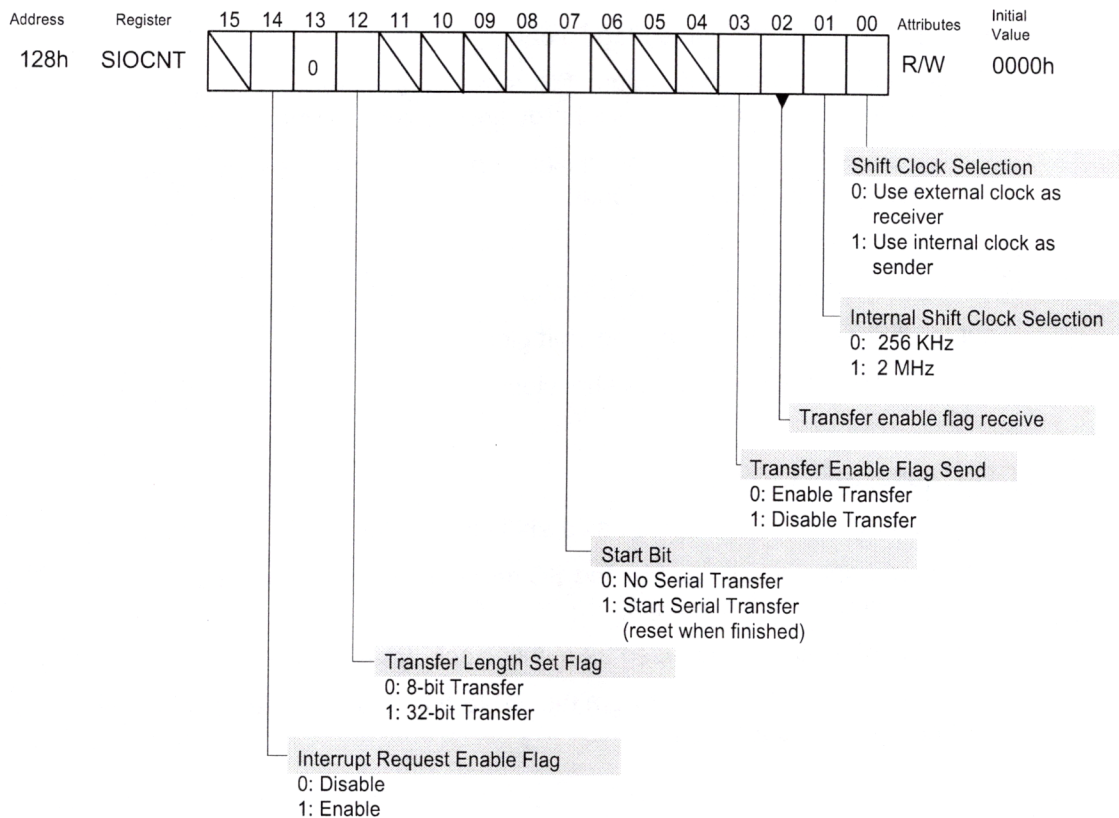 Address Register 15 14 13 12 11 10 09 08 07 06 05 04 03 02 01 00 Attributes Initial Value
128h SIOCNT 0 R/W 0000h
Shift Clock Selection
0: Use external clock as
receiver
1: Use internal clock as
sender
Internal Shift Clock Selection
0: 256 KHz
1: 2 MHz
Transfer enable flag receive
Transfer Enable Flag Send
0: Enable Transfer
1: Disable Transfer
Start Bit
0: No Serial Transfer
1: Start Serial Transfer
(reset when finished)
Transfer Length Set Flag
0: 8-bit Transfer
1: 32-bit Transfer
Interrupt Request Enable Flag
0: Disable
1: Enable